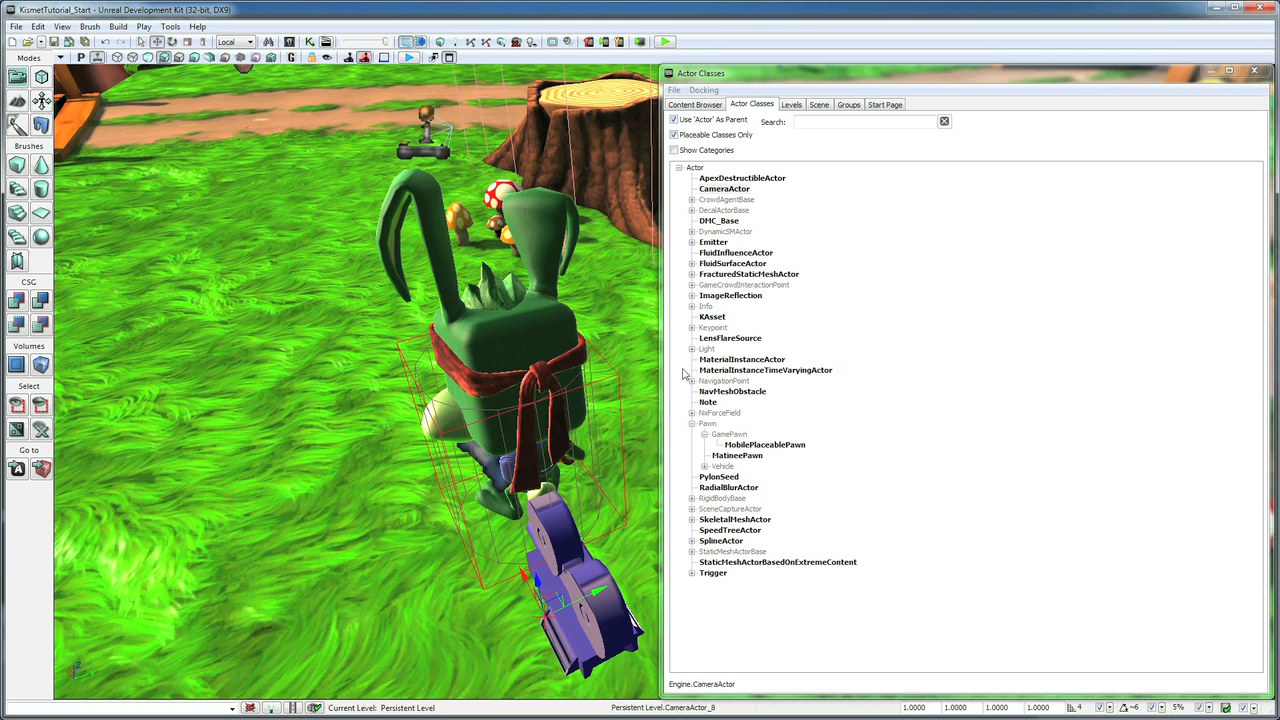 KismetTutorial_Start - Unreal Development Kit (32-bit, DX9)
File Edit View Brush Build Play Tools Help
Local
Modes
P
G
Brushes
CSG
Volumes
Select
Go to
Actor Classes
File Docking
Content Browser Actor Classes Levels Scene Groups Start Page
Use 'Actor' As Parent
Search:
Placeable Classes Only
Show Categories
Actor
ApexDestructibleActor
CameraActor
CrowdAgentBase
DecalActorBase
DMC_Base
DynamicSMActor
Emitter
FluidInfluenceActor
FluidSurfaceActor
FracturedStaticMeshActor
GameCrowdInteractionPoint
ImageReflection
Info
KAsset
Keypoint
LensFlareSource
Light
MaterialInstanceActor
MaterialInstanceTimeVaryingActor
NavigationPoint
NavMeshObstacle
Note
NxForceField
Pawn
GamePawn
MobilePlaceablePawn
MatineePawn
Vehicle
PylonSeed
RadialBlurActor
RigidBodyBase
SceneCaptureActor
SkeletalMeshActor
SpeedTreeActor
SplineActor
StaticMeshActorBase
StaticMeshActorBasedOnExtremeContent
Trigger
Engine.CameraActor
Current Level: Persistent Level
Persistent Level.CameraActor_8
1.0000 1.0000 1.0000 1.0000
4
5%